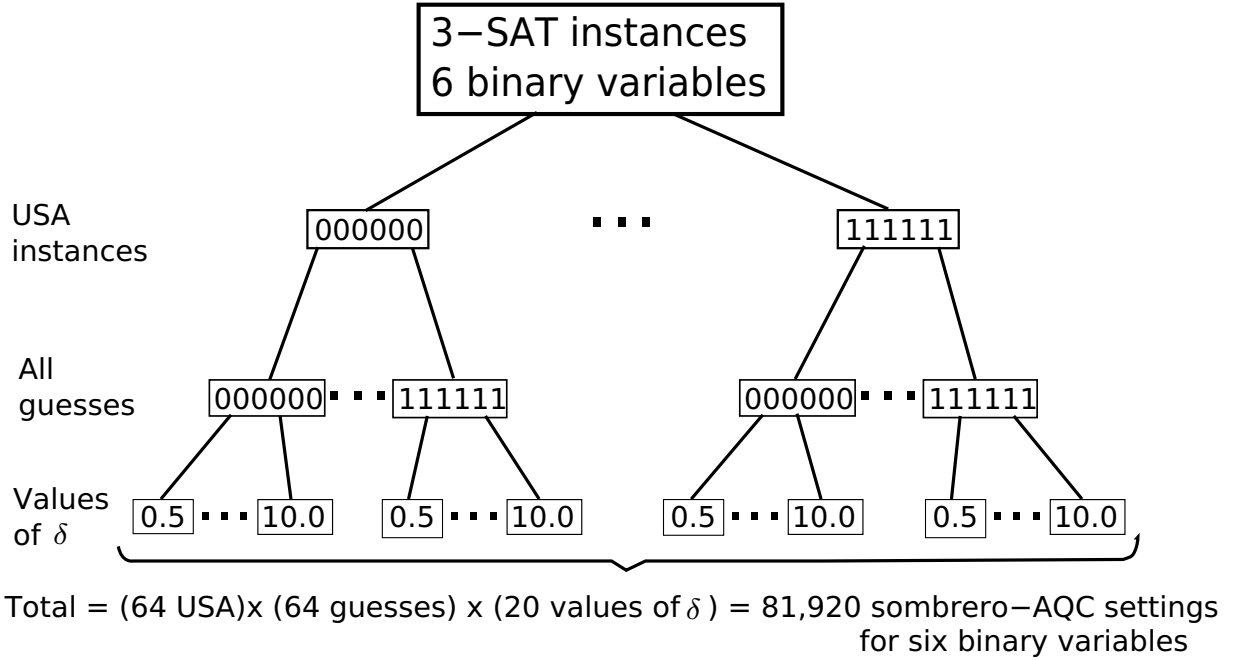 3−SAT instances
6 binary variables
USA
instances
000000
111111
All
guesses
000000
111111
000000
111111
Values
of δ
0.5
10.0
0.5
10.0
0.5
10.0
0.5
10.0
Total = (64 USA)x (64 guesses) x (20 values of δ ) = 81,920 sombrero−AQC settings
for six binary variables